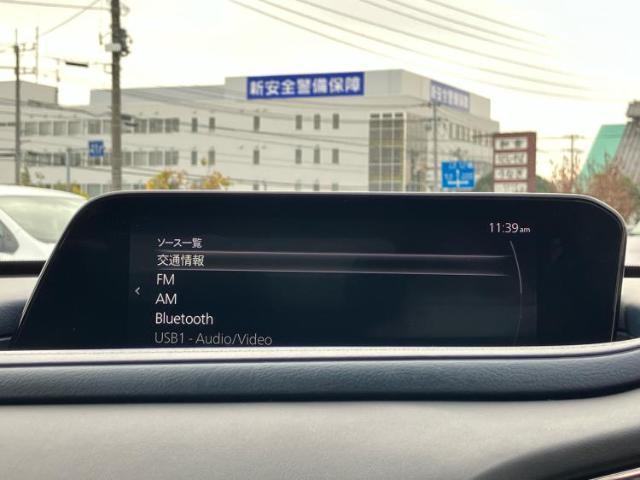 新安全警備保障
11:39am
ソース一覧
交通情報
FM
AM
Bluetooth
USB1 - Audio/Video